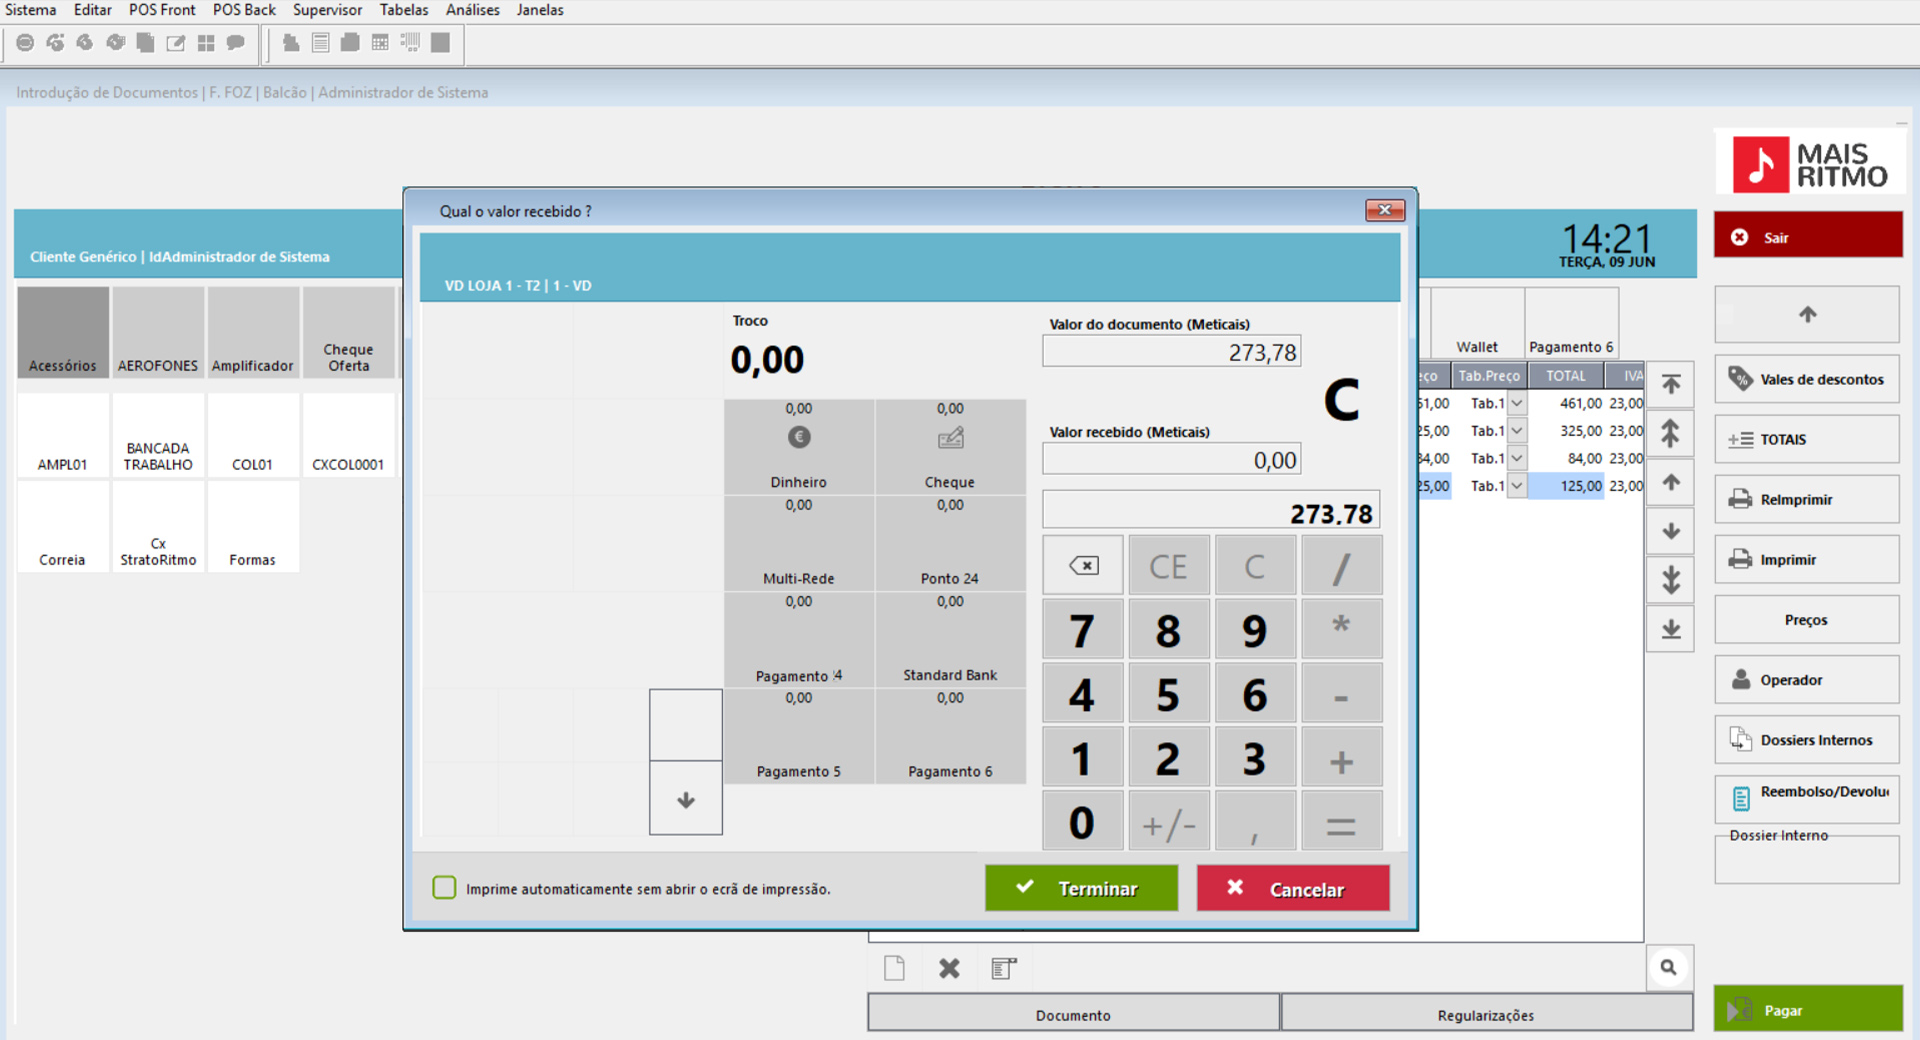 Sistema Editar POS Front POS Back Supervisor Tabelas Análises Janelas
Introdução de Documentos | F. FOZ | Balcão | Administrador de Sistema
MAIS
RITMO
Cliente Genérico | IdAdministrador de Sistema
14:21
TERÇA, 09 JUN
Sair
Acessórios
AEROFONES
Amplificador
Cheque
Oferta
AMPL01
BANCADA
TRABALHO
COL01
CXCOL0001
Correia
Cx
StratoRitmo
Formas
Qual o valor recebido ?
VD LOJA 1 - T2 | 1 - VD
Troco
0,00
0,00
Dinheiro
0,00
Cheque
0,00
Multi-Rede
0,00
Ponto 24
0,00
Pagamento 4
0,00
Standard Bank
0,00
Pagamento 5
0,00
Pagamento 6
Valor do documento (Meticais)
273,78
C
Valor recebido (Meticais)
0,00
273,78
CE C /
7 8 9 *
4 5 6 -
1 2 3 +
0 +/- , =
Imprime automaticamente sem abrir o ecrã de impressão.
Terminar
Cancelar
Wallet
Pagamento 6
eço Tab.Preço TOTAL IVA
61,00 Tab.1 461,00 23,00
25,00 Tab.1 325,00 23,00
84,00 Tab.1 84,00 23,00
25,00 Tab.1 125,00 23,00
Vales de descontos
TOTAIS
ReImprimir
Imprimir
Preços
Operador
Dossiers Internos
Reembolso/Devolu
Dossier Interno
Documento
Regularizações
Pagar